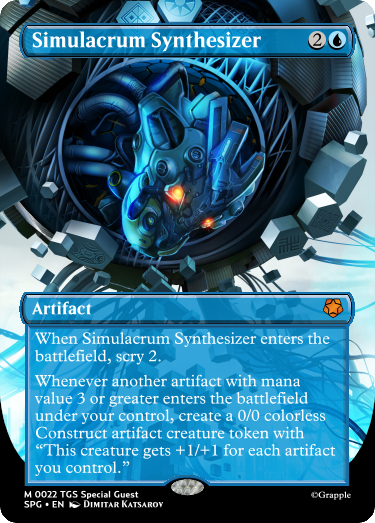 Simulacrum Synthesizer 2
Artifact
When Simulacrum Synthesizer enters the
battlefield, scry 2.
Whenever another artifact with mana
value 3 or greater enters the battlefield
under your control, create a 0/0 colorless
Construct artifact creature token with
“This creature gets +1/+1 for each artifact
you control.”
M 0022 TGS Special Guest
SPG • EN Dimitar Katsarov
©Grapple